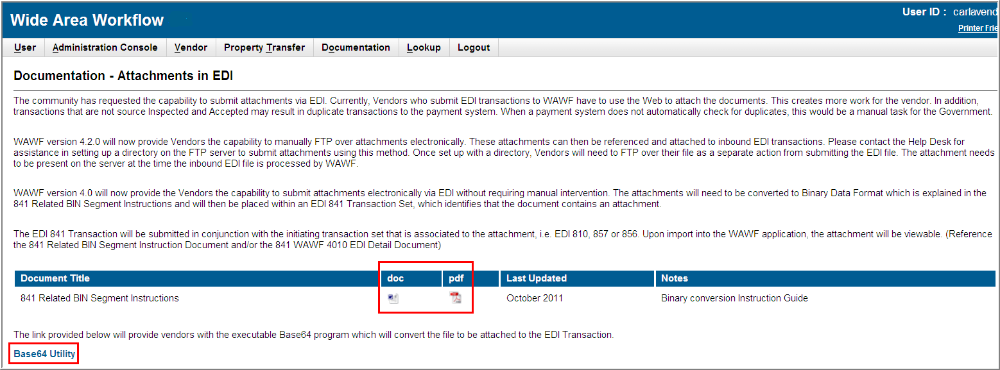 Wide Area Workflow
User ID : carlavend
Printer Frie
User Administration Console Vendor Property Transfer Documentation Lookup Logout
Documentation - Attachments in EDI
The community has requested the capability to submit attachments via EDI. Currently, Vendors who submit EDI transactions to WAWF have to use the Web to attach the documents. This creates more work for the vendor. In addition,
transactions that are not source Inspected and Accepted may result in duplicate transactions to the payment system. When a payment system does not automatically check for duplicates, this would be a manual task for the Government.
WAWF version 4.2.0 will now provide Vendors the capability to manually FTP over attachments electronically. These attachments can then be referenced and attached to inbound EDI transactions. Please contact the Help Desk for
assistance in setting up a directory on the FTP server to submit attachments using this method. Once set up with a directory, Vendors will need to FTP over their file as a separate action from submitting the EDI file. The attachment needs
to be present on the server at the time the inbound EDI file is processed by WAWF.
WAWF version 4.0 will now provide the Vendors the capability to submit attachments electronically via EDI without requiring manual intervention. The attachments will need to be converted to Binary Data Format which is explained in the
841 Related BIN Segment Instructions and will then be placed within an EDI 841 Transaction Set, which identifies that the document contains an attachment.
The EDI 841 Transaction will be submitted in conjunction with the initiating transaction set that is associated to the attachment, i.e. EDI 810, 857 or 856. Upon import into the WAWF application, the attachment will be viewable. (Reference
the 841 Related BIN Segment Instruction Document and/or the 841 WAWF 4010 EDI Detail Document)
Document Title doc pdf Last Updated Notes
841 Related BIN Segment Instructions October 2011 Binary conversion Instruction Guide
The link provided below will provide vendors with the executable Base64 program which will convert the file to be attached to the EDI Transaction.
Base64 Utility